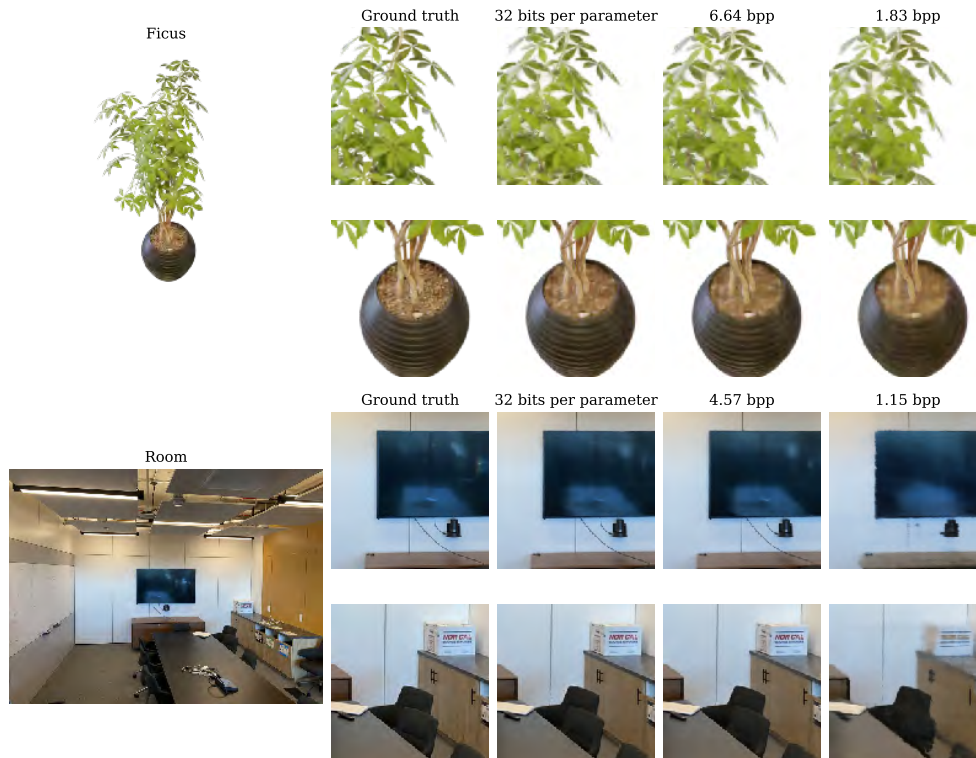 Ficus
Ground truth
32 bits per parameter
6.64 bpp
1.83 bpp
Ground truth
32 bits per parameter
4.57 bpp
1.15 bpp
Room